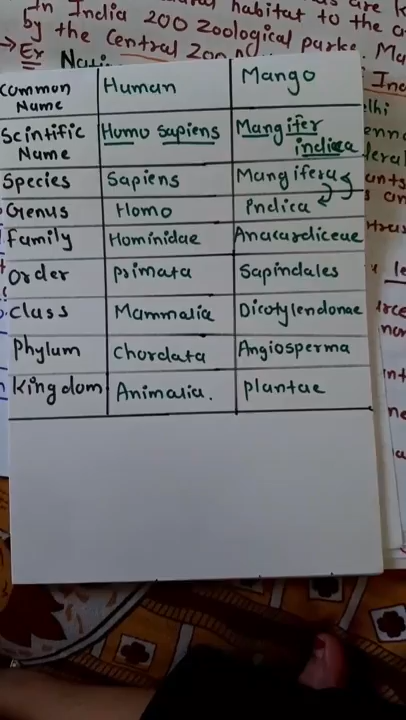 In India 200 Zoological parks. Ma
by the Central Zoo
→ Ex
Common Name Human Mango
Scintific Name Homo Sapiens Mangifer indica
Species Sapiens Mangifera
Genus Homo indica
family Hominidae Anacardiceae
order primata Sapindales
class Mammalia Dicotylendonae
Phylum Chordata Angiosperma
kingdom Animalia. plantae